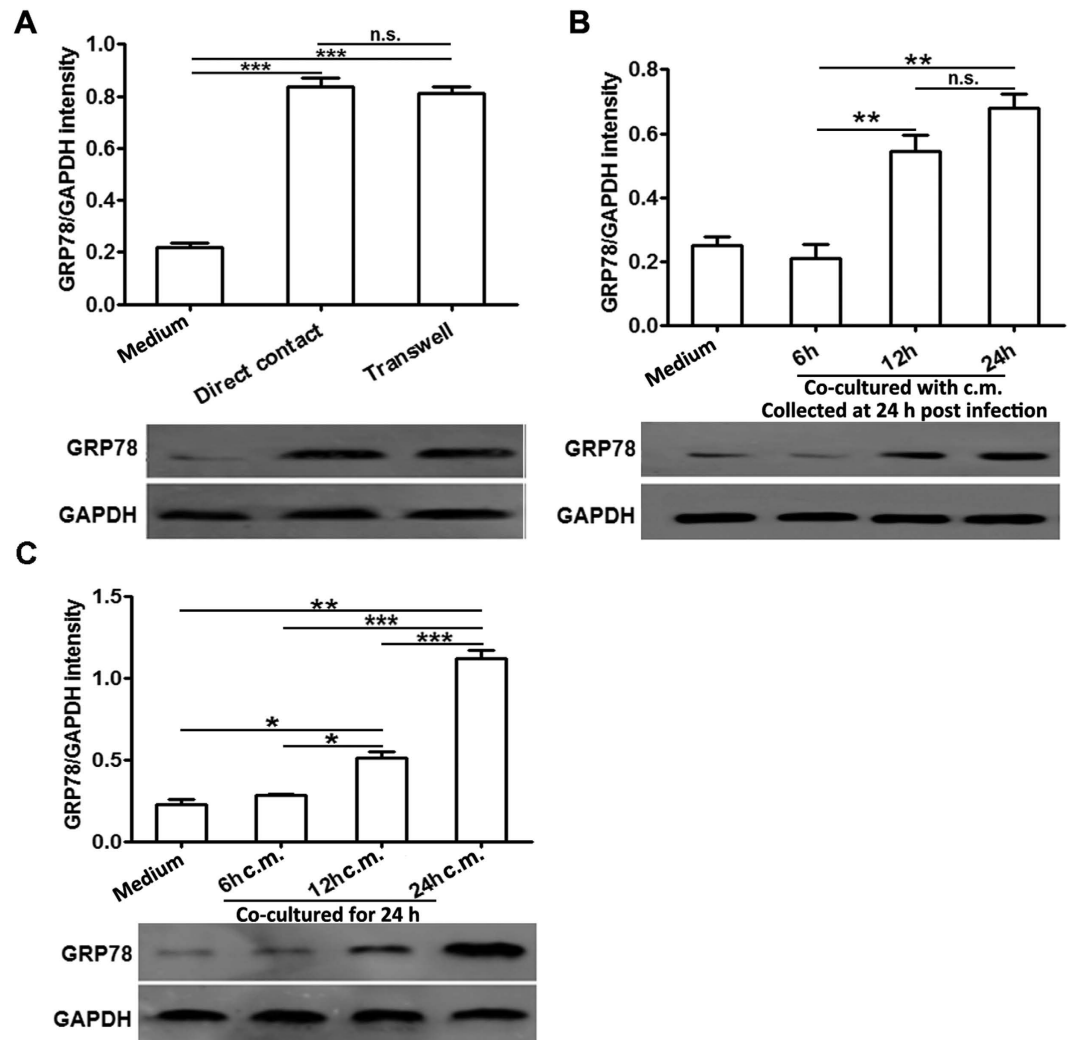 A
GRP78/GAPDH intensity
1.0
0.8
0.6
0.4
0.2
0.0
n.s.
***
***
Medium
Direct contact
Transwell
GRP78
GAPDH
B
GRP78/GAPDH intensity
0.8
0.6
0.4
0.2
0.0
**
n.s.
**
Medium
6h
12h
24h
Co-cultured with c.m.
Collected at 24 h post infection
GRP78
GAPDH
C
GRP78/GAPDH intensity
1.5
1.0
0.5
0.0
**
***
***
*
*
Medium
6h c.m.
12h c.m.
24h c.m.
Co-cultured for 24 h
GRP78
GAPDH